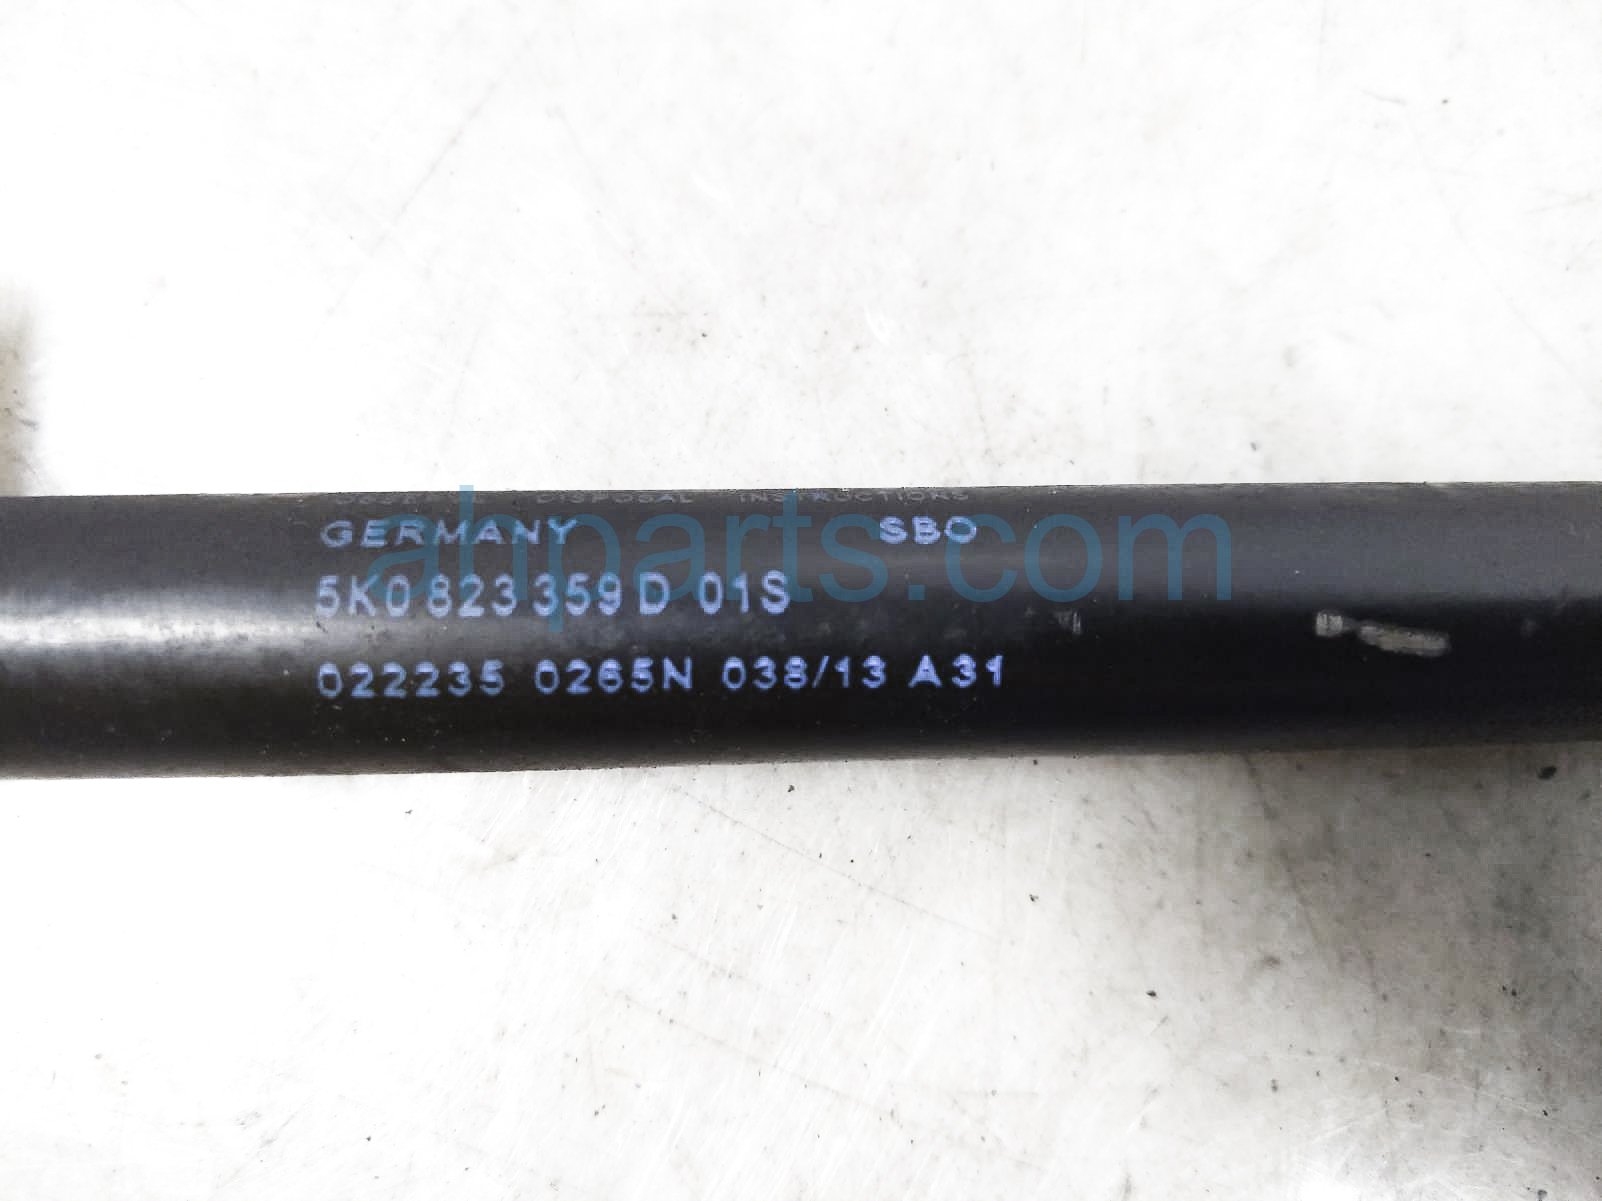 DISPOSAL INSTRUCTIONS
GERMANY SBO
5K0 823 359 D 01S
022235 0265N 038/13 A31
ahparts.com